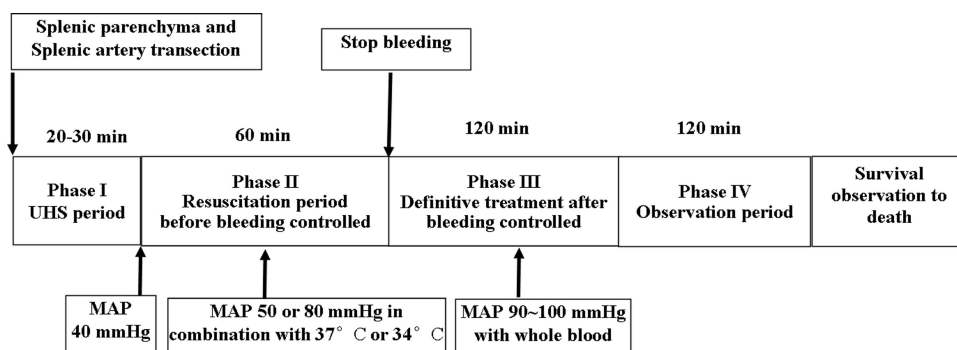 Splenic parenchyma and
Splenic artery transection
Stop bleeding
20-30 min
60 min
120 min
120 min
Phase I
UHS period
Phase II
Resuscitation period
before bleeding controlled
Phase III
Definitive treatment after
bleeding controlled
Phase IV
Observation period
Survival
observation to
death
MAP
40 mmHg
MAP 50 or 80 mmHg in
combination with 37° C or 34° C
MAP 90~100 mmHg
with whole blood